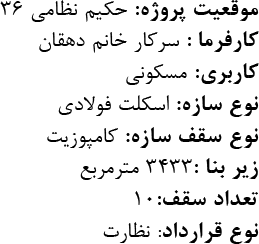 موقعیت پروژه: حکیم نظامی ۳۶
کارفرما : سرکار خانم دهقان
کاربری: مسکونی
نوع سازه: اسکلت فولادی
نوع سقف سازه: کامپوزیت
زیر بنا :۳۴۳۳ مترمربع
تعداد سقف:۱۰
نوع قرارداد: نظارت